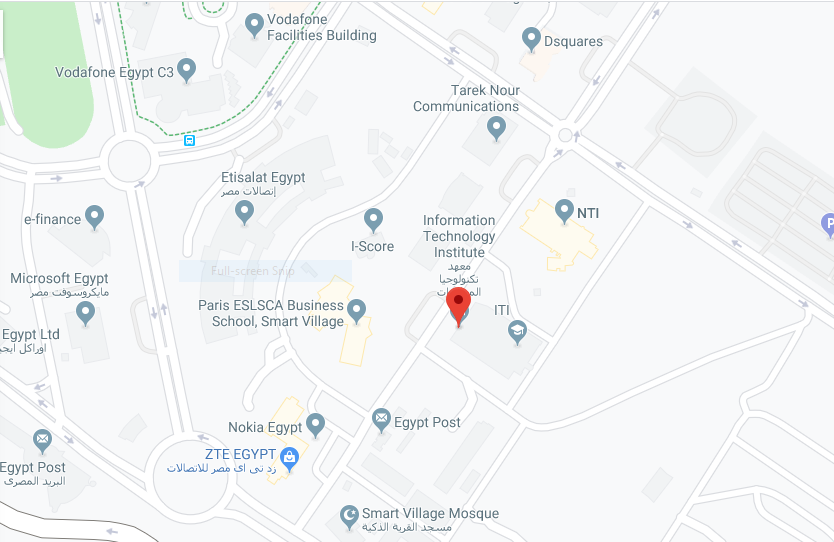 Vodafone
Facilities Building
Dsquares
Vodafone Egypt C3
Tarek Nour
Communications
Etisalat Egypt
إتصالات مصر
e-finance
NTI
I-Score
Information
Technology
Institute
معهد
تكنولوجيا
Full-screen Snip
Microsoft Egypt
مايكروسوفت مصر
Paris ESLSCA Business
School, Smart Village
ITI
P
Egypt Ltd
Egypt Post
Nokia Egypt
ZTE EGYPT
زد تى اى مصر للاتصالات
Egypt Post
البريد المصرى
Smart Village Mosque
مسجد القرية الذكية